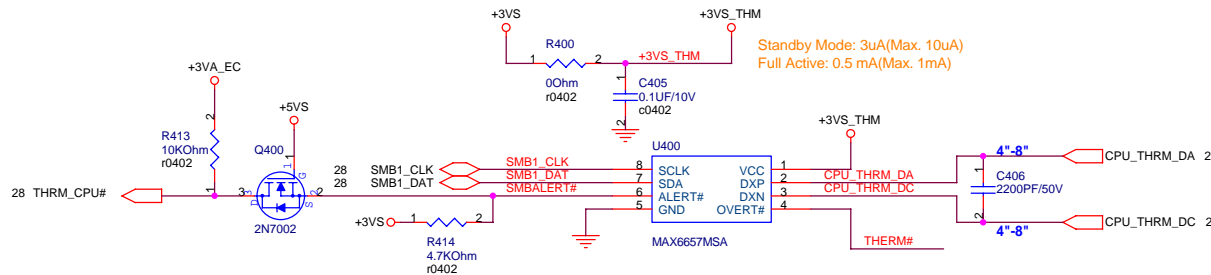 +3VS
+3VS_THM
R400
1
2
+3VS_THM
Standby Mode: 3uA(Max. 10uA)
Full Active: 0.5 mA(Max. 1mA)
0Ohm
r0402
1
C405
0.1UF/10V
c0402
2
+3VA_EC
2
R413
10KOhm
r0402
1
+5VS
Q400
1
G
28 THRM_CPU#
3
D
3
S
2
2
2N7002
28
SMB1_CLK
SMB1_CLK
28
SMB1_DAT
SMB1_DAT
SMBALERT#
+3VS
1
2
R414
4.7KOhm
r0402
U400
8
SCLK
VCC
1
7
SDA
DXP
2
6
ALERT#
DXN
3
5
GND
OVERT#
4
MAX6657MSA
+3VS_THM
CPU_THRM_DA
CPU_THRM_DC
THERM#
4"-8"
1
C406
2200PF/50V
2
4"-8"
CPU_THRM_DA 2
CPU_THRM_DC 2